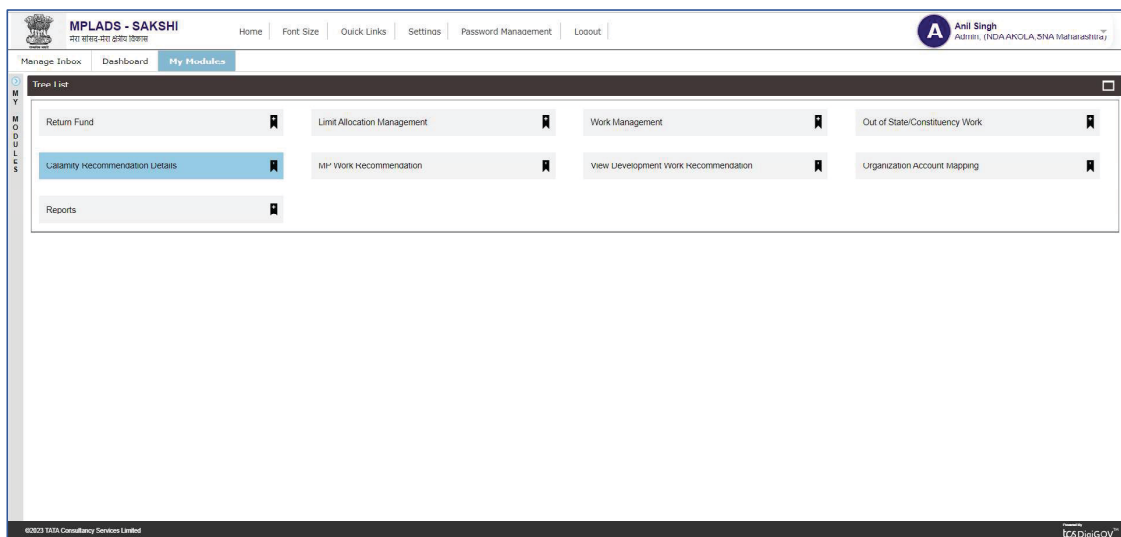 MPLADS - SAKSHI
मेरा सांसद-मेरा क्षेत्रीय विकास
Home Font Size Quick Links Settings Password Management Logout
A
Anil Singh
Admin, (NDA AKOLA,SNA Maharashtra)
Manage Inbox Dashboard My Modules
MY MODULES
Tree List
Return Fund Limit Allocation Management Work Management Out of State/Constituency Work
Calamity Recommendation Details MP Work Recommendation View Development Work Recommendation Organization Account Mapping
Reports
©2023 TATA Consultancy Services Limited
Powered By
tcsDigiGOV™